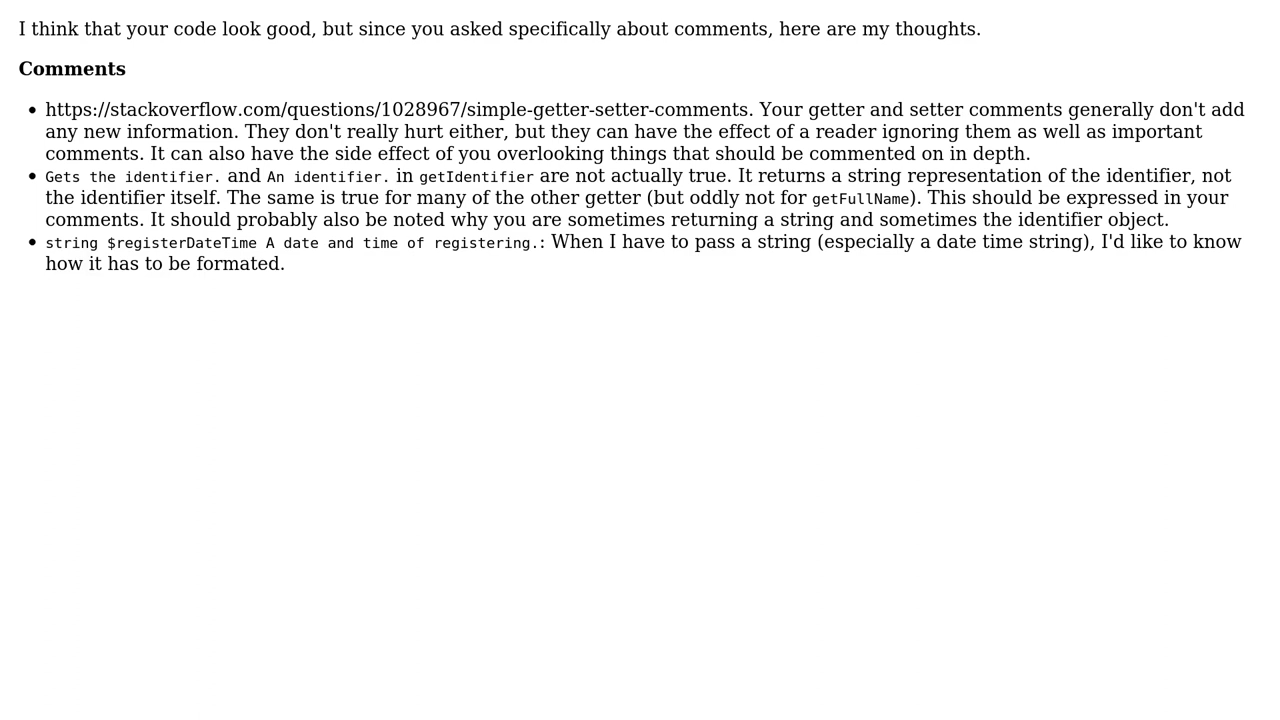 I think that your code look good, but since you asked specifically about comments, here are my thoughts.
Comments
• https://stackoverflow.com/questions/1028967/simple-getter-setter-comments. Your getter and setter comments generally don't add
any new information. They don't really hurt either, but they can have the effect of a reader ignoring them as well as important
comments. It can also have the side effect of you overlooking things that should be commented on in depth.
• Gets the identifier. and An identifier. in getIdentifier are not actually true. It returns a string representation of the identifier, not
the identifier itself. The same is true for many of the other getter (but oddly not for getFullName). This should be expressed in your
comments. It should probably also be noted why you are sometimes returning a string and sometimes the identifier object.
• string $registerDateTime A date and time of registering.: When I have to pass a string (especially a date time string), I'd like to know
how it has to be formated.